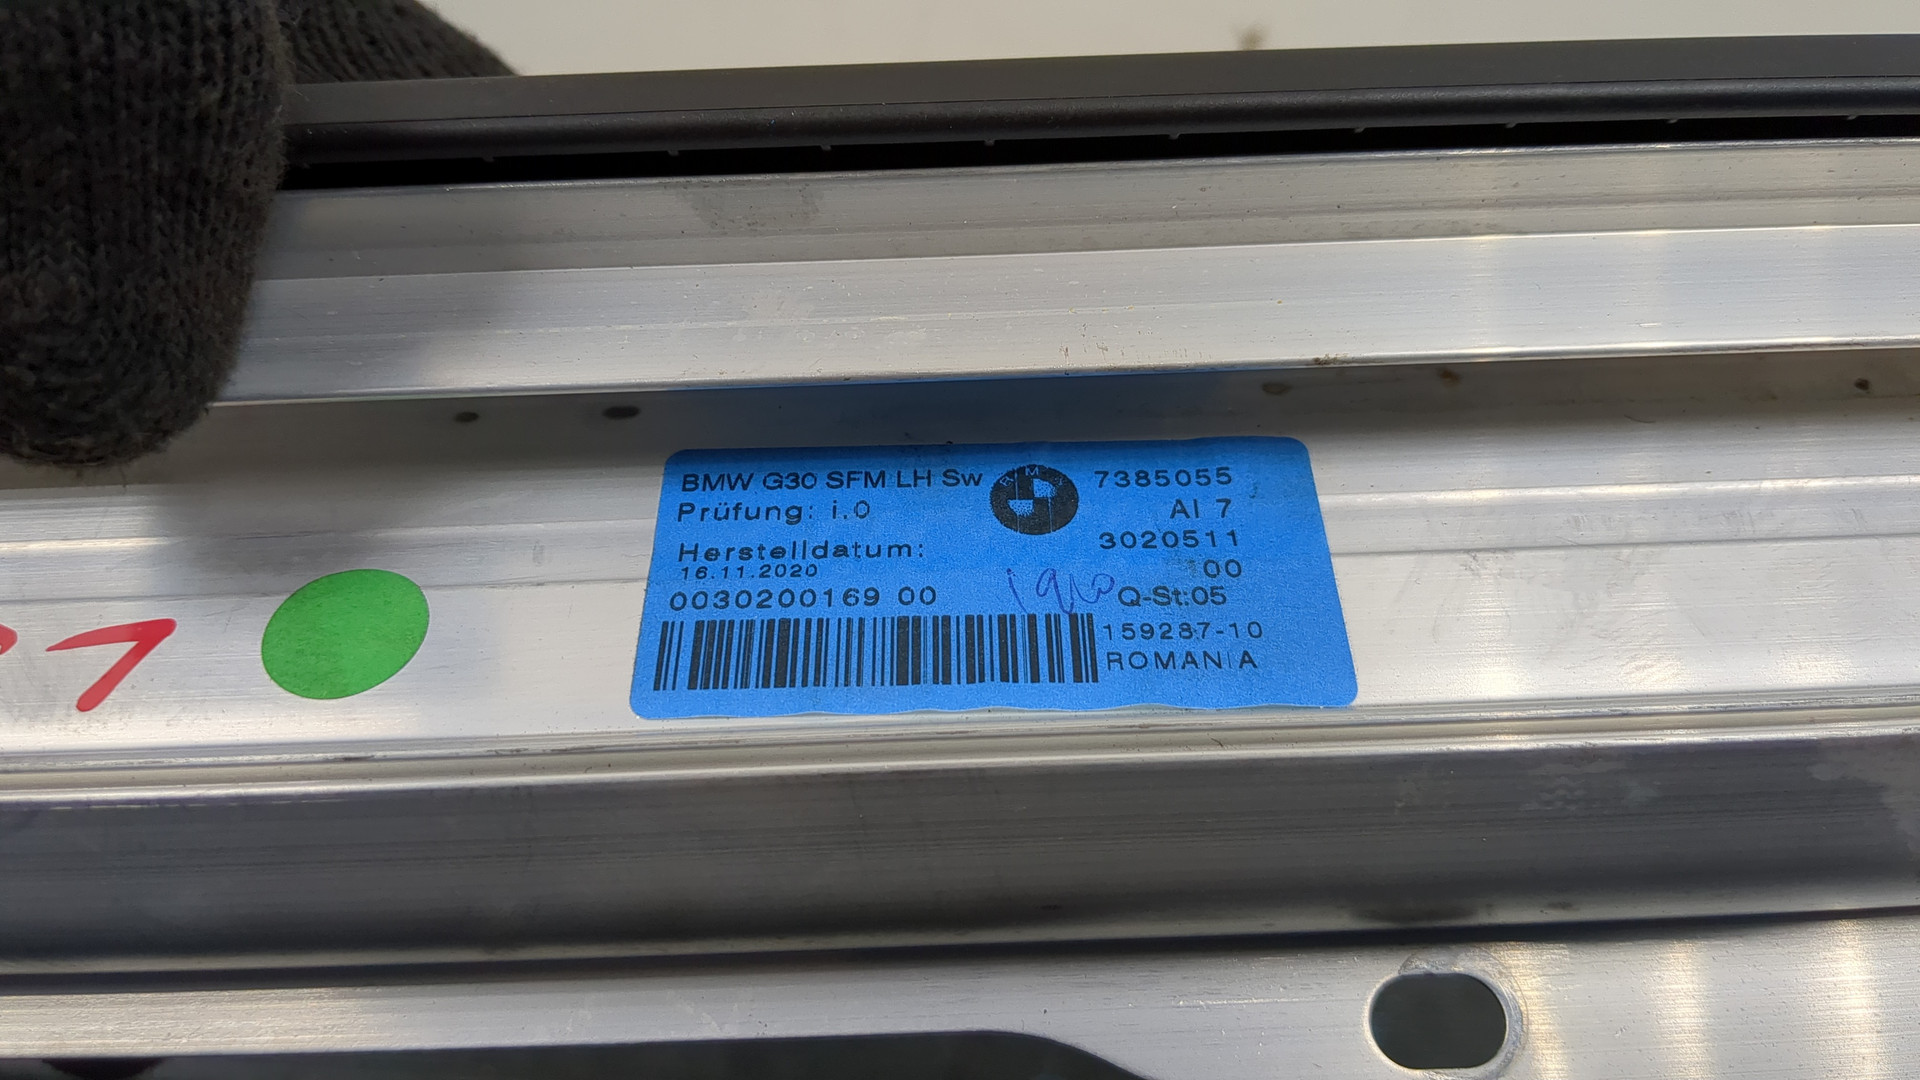 BMW G30 SFM LH Sw
Prüfung: i.O
Herstelldatum:
16.11.2020
0030200169 00
BMW
7385055
AI 7
3020511
00
Q-St:05
159287-10
ROMANIA